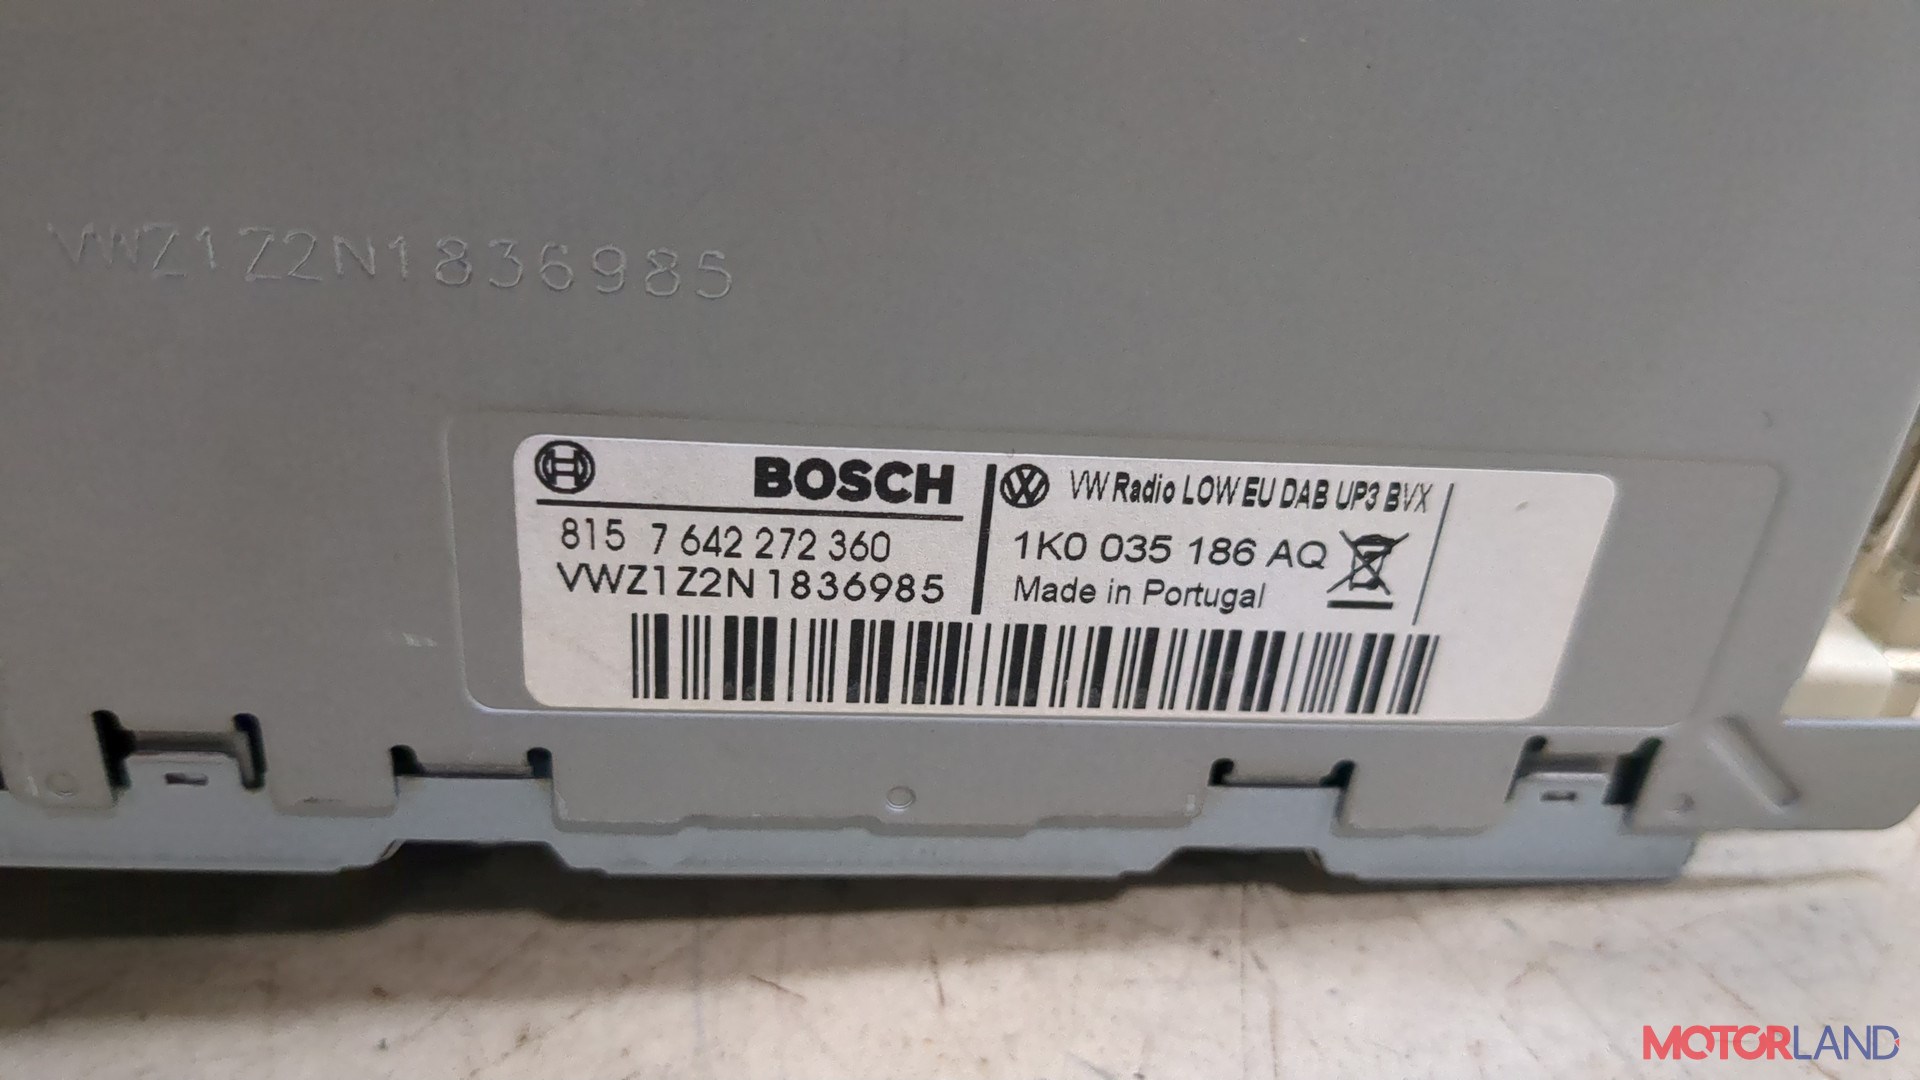 VWZ1Z2N1836985
BOSCH
815 7 642 272 360
VWZ1Z2N1836985
VW Radio LOW EU DAB UP3 BVX
1K0 035 186 AQ
Made in Portugal
MOTORLAND